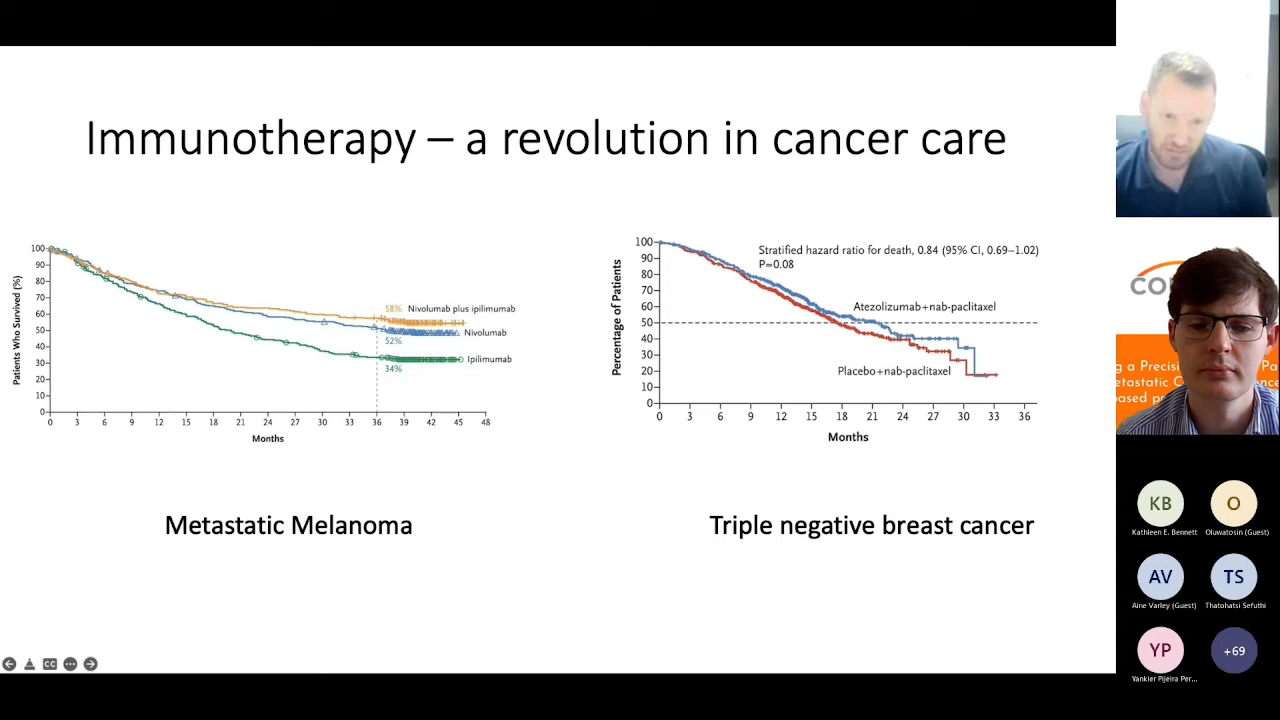 Immunotherapy – a revolution in cancer care
Patients Who Survived (%)
100
90
80
70
60
50
40
30
20
10
0
58% Nivolumab plus ipilimumab
Nivolumab
52%
Ipilimumab
34%
0 3 6 9 12 15 18 21 24 27 30 33 36 39 42 45 48
Months
Metastatic Melanoma
Percentage of Patients
100
90
80
70
60
50
40
30
20
10
0
Stratified hazard ratio for death, 0.84 (95% CI, 0.69–1.02)
P=0.08
Atezolizumab+nab-paclitaxel
Placebo+nab-paclitaxel
0 3 6 9 12 15 18 21 24 27 30 33 36
Months
Triple negative breast cancer
CC
KB
Kathleen E. Bennett
O
Oluwatosin (Guest)
AV
Aine Varley (Guest)
TS
Thatohatsi Sefuthi
YP
Yankier Pijeira Per...
+69